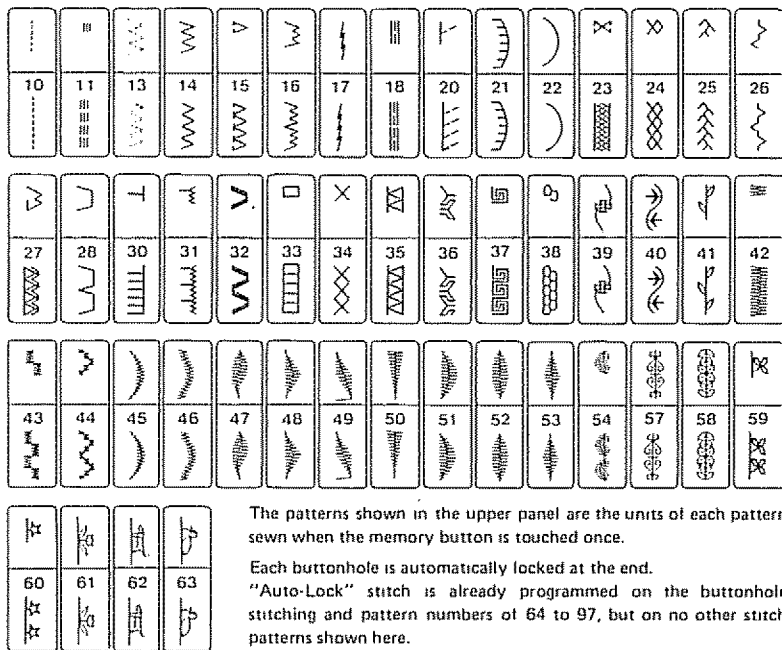 10 11 13 14 15 16 17 18 20 21 22 23 24 25 26
27 28 30 31 32 33 34 35 36 37 38 39 40 41 42
43 44 45 46 47 48 49 50 51 52 53 54 57 58 59
60 61 62 63
The patterns shown in the upper panel are the units of each pattern
sewn when the memory button is touched once.
Each buttonhole is automatically locked at the end.
"Auto-Lock" stitch is already programmed on the buttonhole
stitching and pattern numbers of 64 to 97, but on no other stitch
patterns shown here.